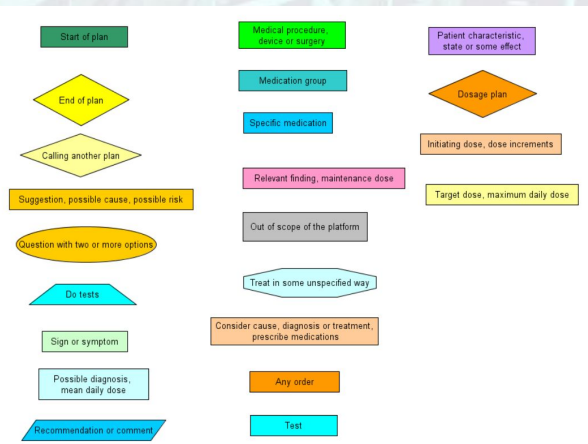 Start of plan
End of plan
Calling another plan
Suggestion, possible cause, possible risk
Question with two or more options
Do tests
Sign or symptom
Possible diagnosis,
mean daily dose
Recommendation or comment
Medical procedure,
device or surgery
Medication group
Specific medication
Relevant finding, maintenance dose
Out of scope of the platform
Treat in some unspecified way
Consider cause, diagnosis or treatment,
prescribe medications
Any order
Test
Patient characteristic,
state or some effect
Dosage plan
Initiating dose, dose increments
Target dose, maximum daily dose